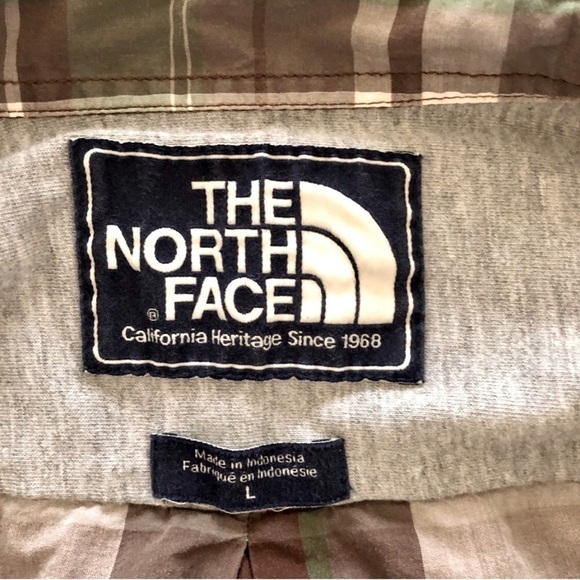 THE
NORTH
FACE
®
California Heritage Since 1968
Made in Indonesia
Fabriqué en Indonésie
L